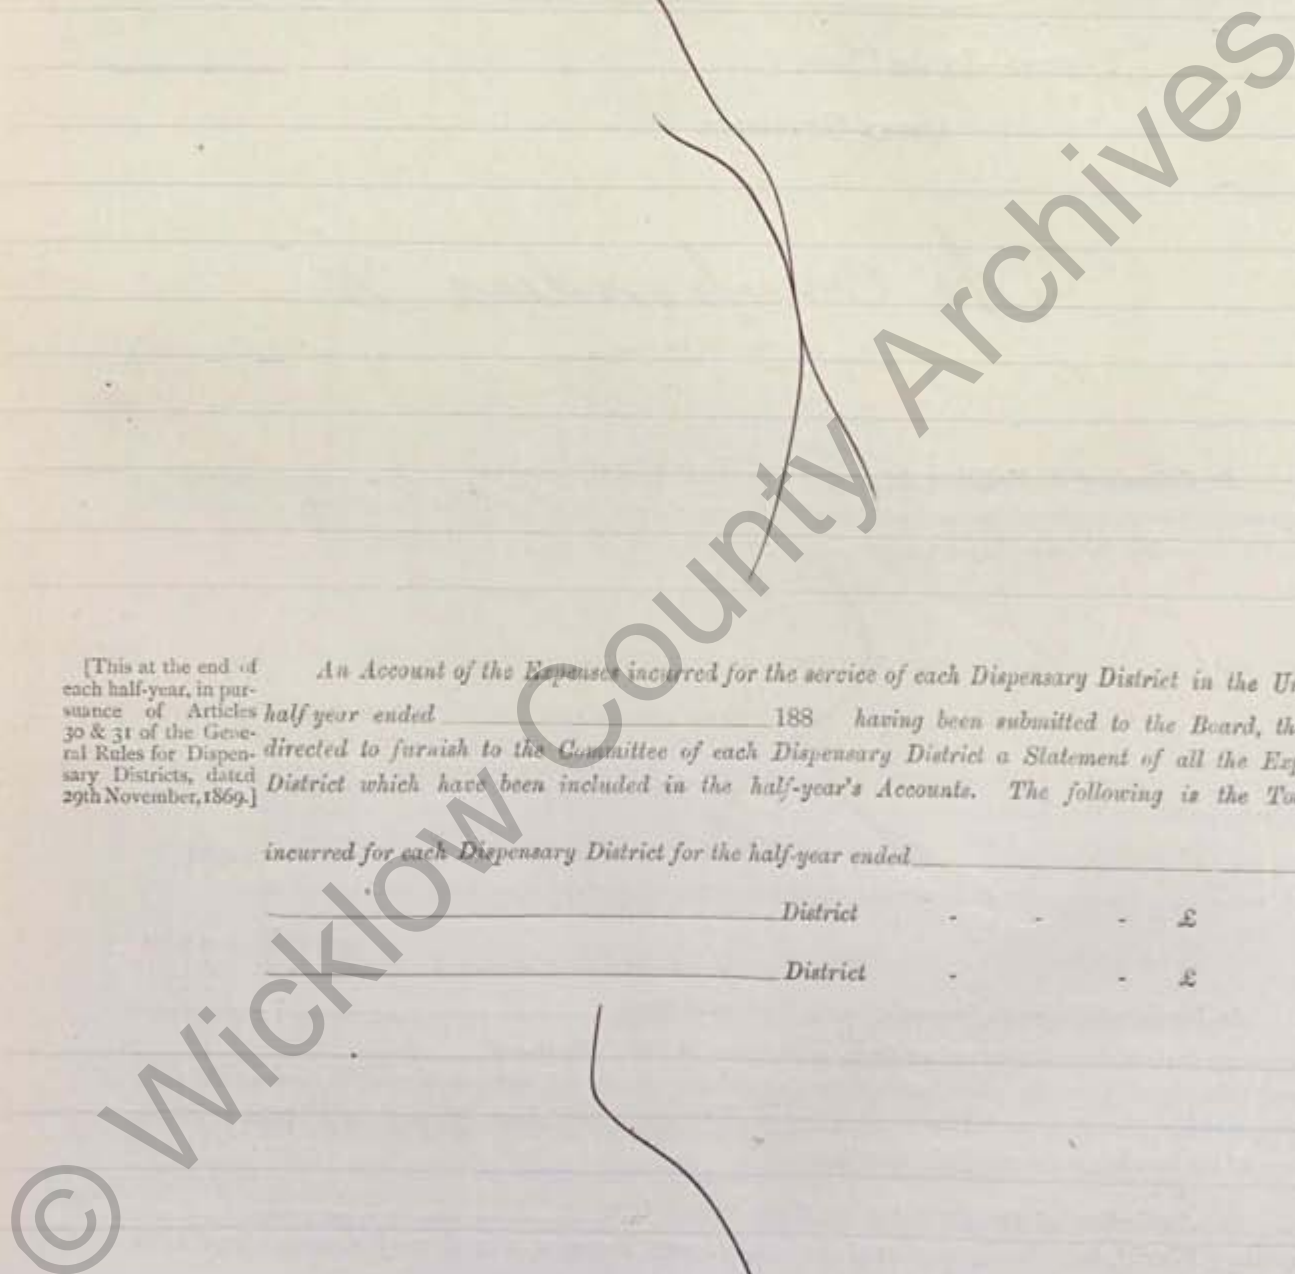 [This at the end of
each half-year, in pur-
suance of Articles
30 & 31 of the Gene-
ral Rules for Dispen-
sary Districts, dated
29th November, 1869.]
An Account of the Expenses incurred for the service of each Dispensary District in the Un
half year ended 188 having been submitted to the Board, th
directed to furnish to the Committee of each Dispensary District a Statement of all the Exp
District which have been included in the half-year's Accounts. The following is the To
incurred for each Dispensary District for the half-year ended
District - - - £
District - - £
© Wicklow County Archives